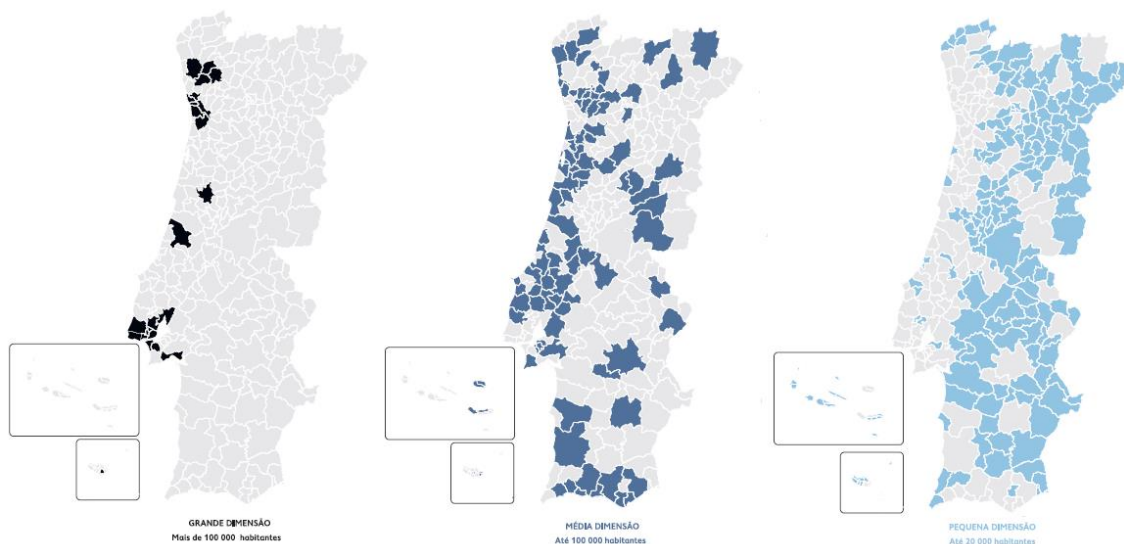 GRANDE DIMENSÃO
Mais de 100 000 habitantes
MÉDIA DIMENSÃO
Até 100 000 habitantes
PEQUENA DIMENSÃO
Até 20 000 habitantes